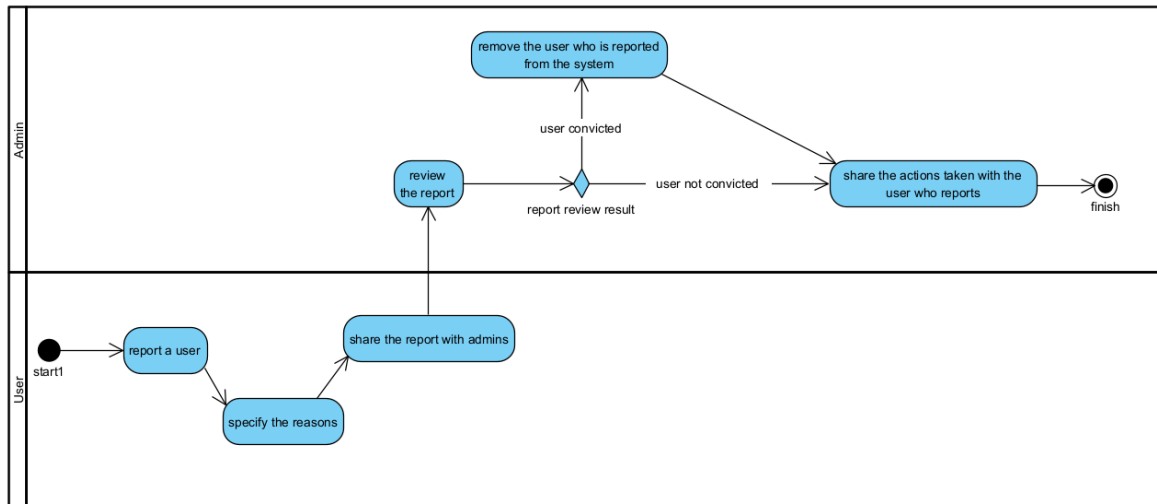 Admin
remove the user who is reported
from the system
user convicted
review
the report
user not convicted
report review result
share the actions taken with the
user who reports
finish
User
start1
report a user
specify the reasons
share the report with admins